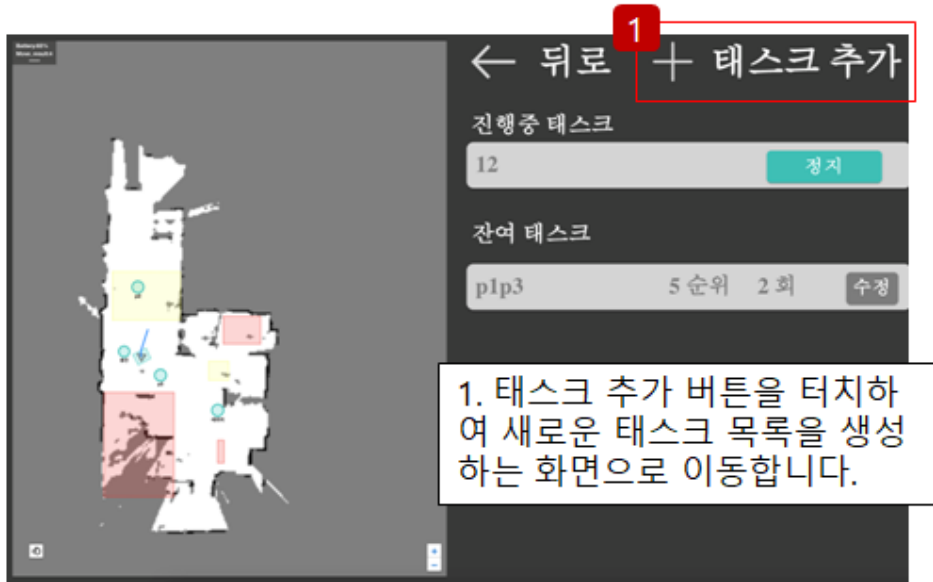 Battery:60%
1
← 뒤로 + 태스크 추가
진행중 태스크
12 정지
잔여 태스크
p1p3 5 순위 2 회 수정
1. 태스크 추가 버튼을 터치하
여 새로운 태스크 목록을 생성
하는 화면으로 이동합니다.